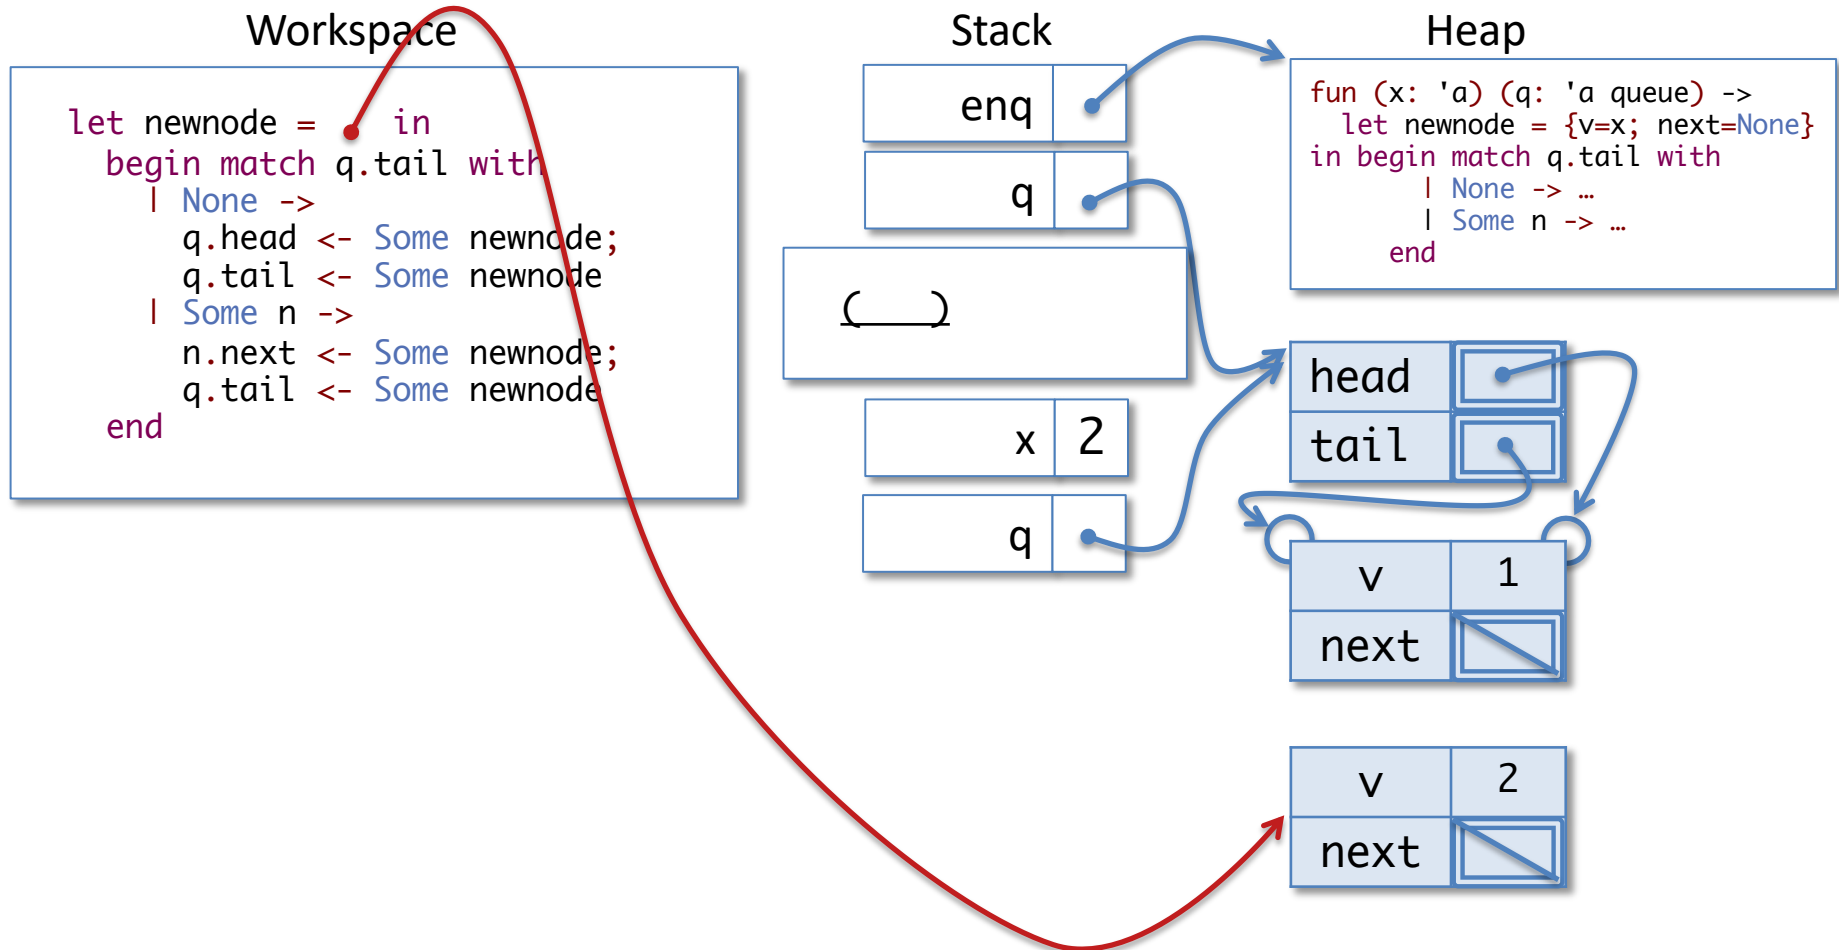 Workspace
let newnode = in
begin match q.tail with
| None ->
q.head <- Some newnode;
q.tail <- Some newnode
| Some n ->
n.next <- Some newnode;
q.tail <- Some newnode
end
Stack
enq
q
(___)
x 2
q
Heap
fun (x: 'a) (q: 'a queue) ->
let newnode = {v=x; next=None}
in begin match q.tail with
| None -> …
| Some n -> …
end
head
tail
v 1
next
v 2
next